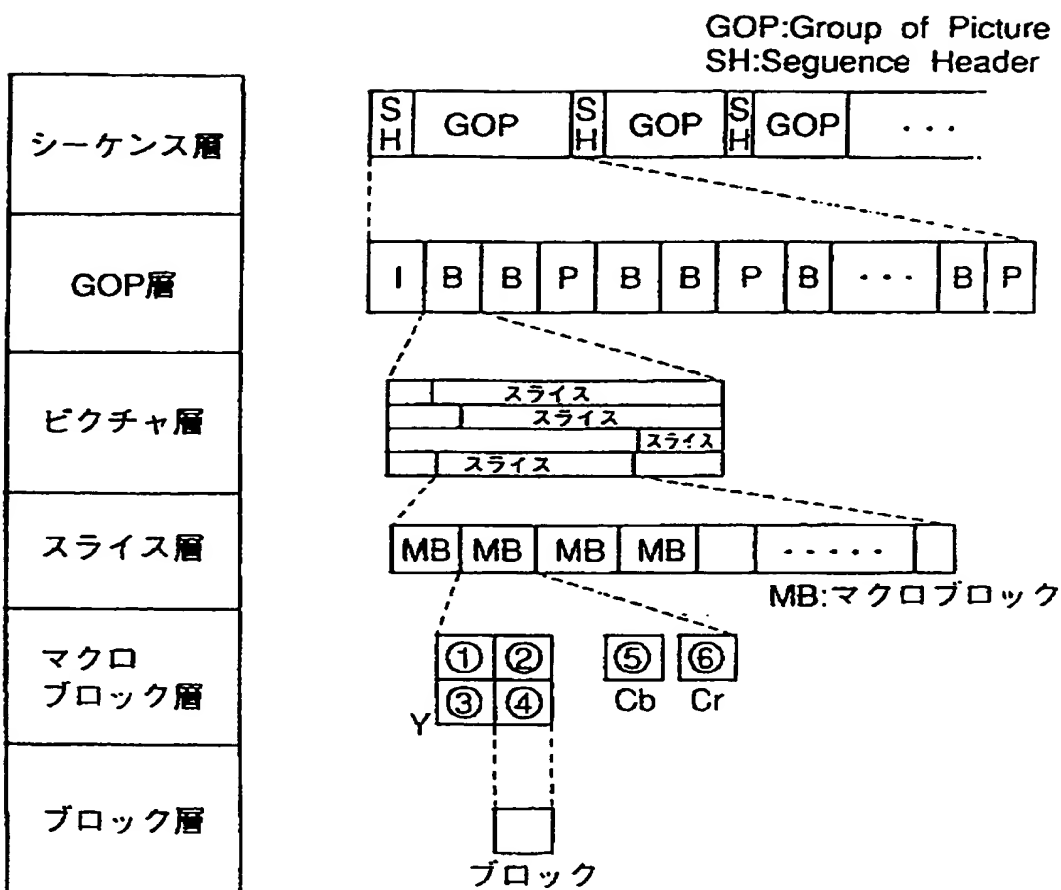 GOP:Group of Picture
SH:Seguence Header
シーケンス層
SH GOP SH GOP SH GOP ・・・
GOP層
I B B P B B P B ・・・ B P
ピクチャ層
スライス
スライス
スライス
スライス
スライス層
MB MB MB MB ・・・・・
MB:マクロブロック
マクロ
ブロック層
① ② ⑤ ⑥
③ ④
Y Cb Cr
ブロック層
ブロック